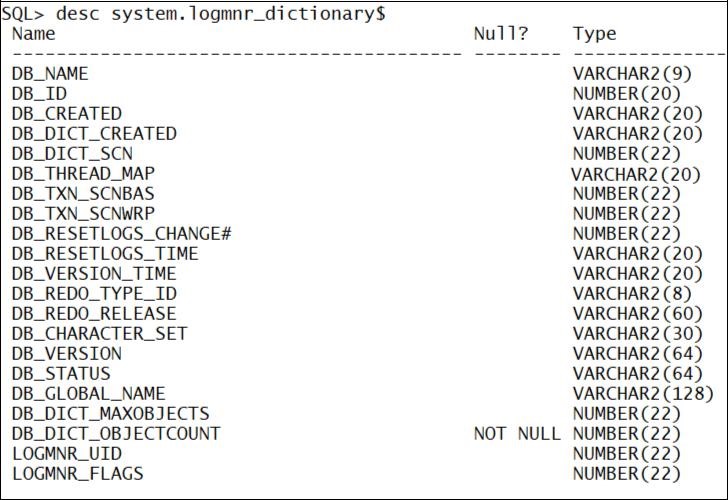 SQL> desc system.logmnr_dictionary$
Name Null? Type
----------------------------------------- -------- --------------
DB_NAME VARCHAR2(9)
DB_ID NUMBER(20)
DB_CREATED VARCHAR2(20)
DB_DICT_CREATED VARCHAR2(20)
DB_DICT_SCN NUMBER(22)
DB_THREAD_MAP VARCHAR2(20)
DB_TXN_SCNBAS NUMBER(22)
DB_TXN_SCNWRP NUMBER(22)
DB_RESETLOGS_CHANGE# NUMBER(22)
DB_RESETLOGS_TIME VARCHAR2(20)
DB_VERSION_TIME VARCHAR2(20)
DB_REDO_TYPE_ID VARCHAR2(8)
DB_REDO_RELEASE VARCHAR2(60)
DB_CHARACTER_SET VARCHAR2(30)
DB_VERSION VARCHAR2(64)
DB_STATUS VARCHAR2(64)
DB_GLOBAL_NAME VARCHAR2(128)
DB_DICT_MAXOBJECTS NUMBER(22)
DB_DICT_OBJECTCOUNT NOT NULL NUMBER(22)
LOGMNR_UID NUMBER(22)
LOGMNR_FLAGS NUMBER(22)